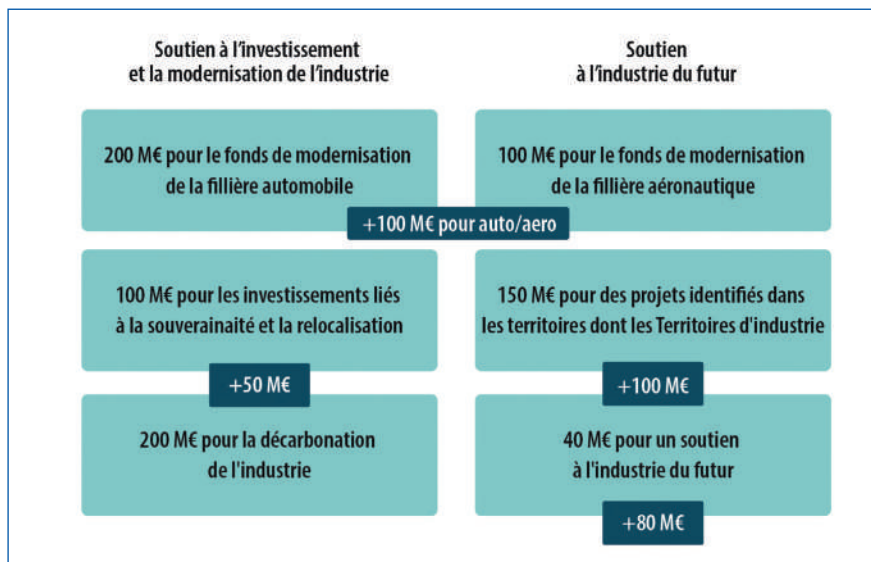 Soutien à l'investissement
et la modernisation de l'industrie
Soutien
à l'industrie du futur
200 M€ pour le fonds de modernisation
de la fillière automobile
100 M€ pour le fonds de modernisation
de la fillière aéronautique
+100 M€ pour auto/aero
100 M€ pour les investissements liés
à la souverainaité et la relocalisation
150 M€ pour des projets identifiés dans
les territoires dont les Territoires d'industrie
+50 M€
+100 M€
200 M€ pour la décarbonation
de l'industrie
40 M€ pour un soutien
à l'industrie du futur
+80 M€